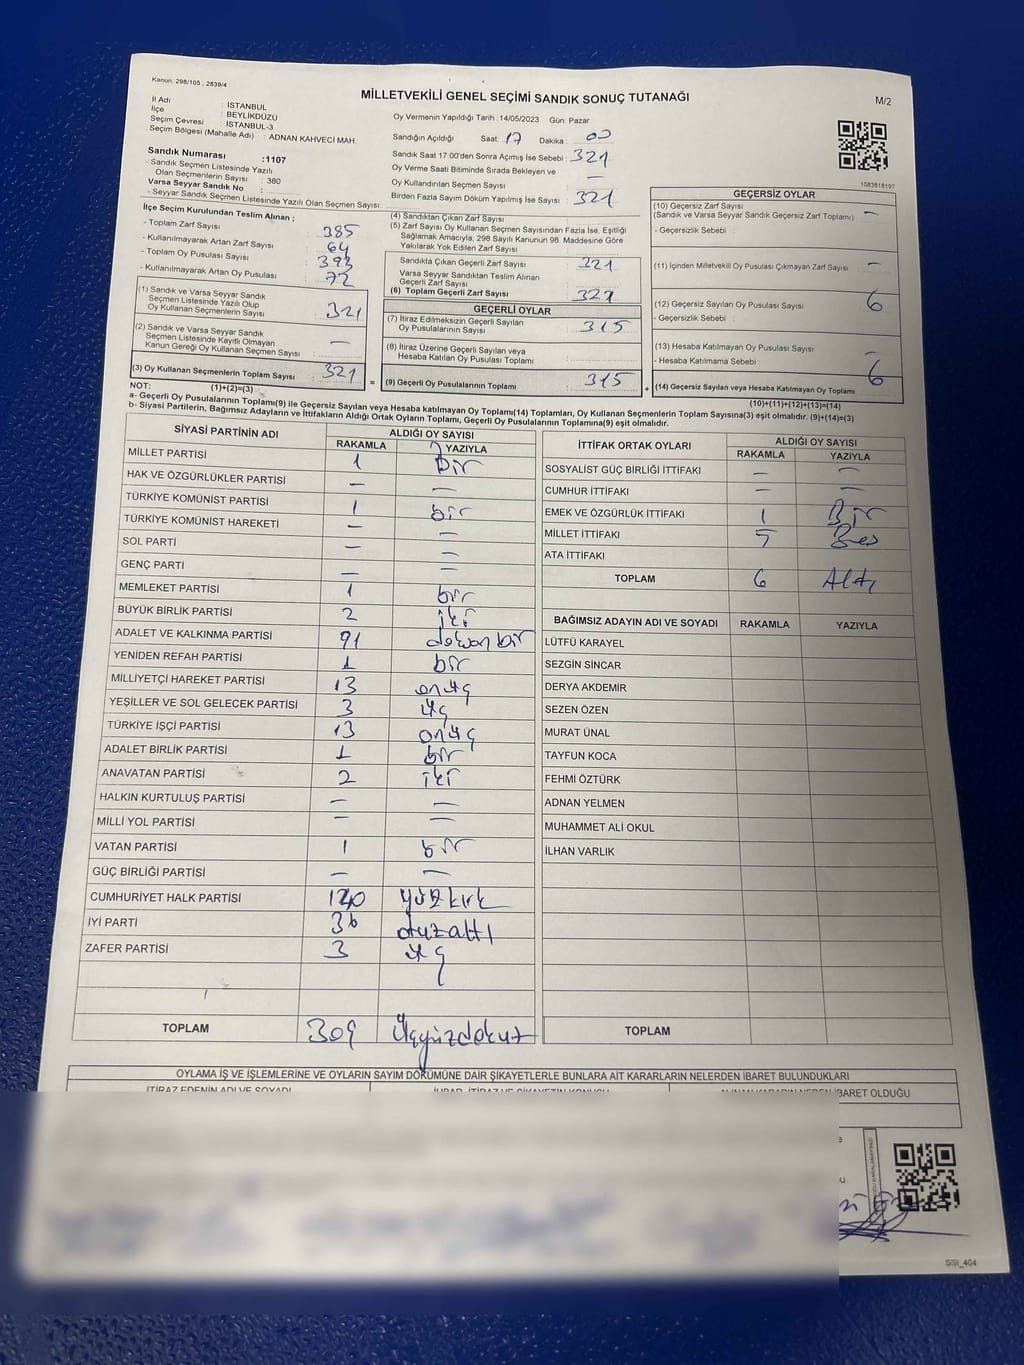 Kanun: 298/105 , 2839/4
MİLLETVEKİLİ GENEL SEÇİMİ SANDIK SONUÇ TUTANAĞI
M/2
İl Adı : İSTANBUL
İlçe : BEYLİKDÜZÜ
Seçim Çevresi : İSTANBUL-3
Seçim Bölgesi (Mahalle Adı) : ADNAN KAHVECİ MAH.
Sandık Numarası :1107
- Sandık Seçmen Listesinde Yazılı
Olan Seçmenlerin Sayısı : 380
Varsa Seyyar Sandık No :
- Seyyar Sandık Seçmen Listesinde Yazılı Olan Seçmen Sayısı:
Oy Vermenin Yapıldığı Tarih :14/05/2023 Gün: Pazar
Sandığın Açıldığı Saat: 17 Dakika : 00
Sandık Saat 17:00'den Sonra Açımış İse Sebebi : 321
Oy Verme Saati Bitiminde Sırada Bekleyen ve
Oy Kullandırılan Seçmen Sayısı —
Birden Fazla Sayım Döküm Yapılmış İse Sayısı : 321
1083618197
İlçe Seçim Kurulundan Teslim Alınan ;
- Toplam Zarf Sayısı 385
- Kullanılmayarak Artan Zarf Sayısı 64
- Toplam Oy Pusulası Sayısı 393
- Kullanılmayarak Artan Oy Pusulası 72
(1) Sandık ve Varsa Seyyar Sandık
Seçmen Listesinde Yazılı Olup
Oy Kullanan Seçmenlerin Sayısı 321
(2) Sandık ve Varsa Seyyar Sandık
Seçmen Listesinde Kayıtlı Olmayan
Kanun Gereği Oy Kullanan Seçmen Sayısı —
(3) Oy Kullanan Seçmenlerin Toplam Sayısı 321
(1)+(2)=(3)
(4) Sandıktan Çıkan Zarf Sayısı
(5) Zarf Sayısı Oy Kullanan Seçmen Sayısından Fazla İse, Eşitliği
Sağlamak Amacıyla; 298 Sayılı Kanunun 98. Maddesine Göre
Yakılarak Yok Edilen Zarf Sayısı
Sandıkta Çıkan Geçerli Zarf Sayısı 321
Varsa Seyyar Sandıktan Teslim Alınan
Geçerli Zarf Sayısı
(6) Toplam Geçerli Zarf Sayısı 321
GEÇERLİ OYLAR
(7) İtiraz Edilmeksizin Geçerli Sayılan
Oy Pusulalarının Sayısı 315
(8) İtiraz Üzerine Geçerli Sayılan veya
Hesaba Katılan Oy Pusulası Toplamı
= (9) Geçerli Oy Pusulalarının Toplamı 315
GEÇERSİZ OYLAR
(10) Geçersiz Zarf Sayısı —
(Sandık ve Varsa Seyyar Sandık Geçersiz Zarf Toplamı)
- Geçersizlik Sebebi :
(11) İçinden Milletvekili Oy Pusulası Çıkmayan Zarf Sayısı —
(12) Geçersiz Sayılan Oy Pusulası Sayısı 6
- Geçersizlik Sebebi :
(13) Hesaba Katılmayan Oy Pusulası Sayısı —
- Hesaba Katılmama Sebebi :
+ (14) Geçersiz Sayılan veya Hesaba Katılmayan Oy Toplamı 6
(10)+(11)+(12)+(13)=(14)
NOT:
a- Geçerli Oy Pusulalarının Toplamı(9) ile Geçersiz Sayılan veya Hesaba katılmayan Oy Toplamı(14) Toplamları, Oy Kullanan Seçmenlerin Toplam Sayısına(3) eşit olmalıdır. (9)+(14)=(3)
b- Siyasi Partilerin, Bağımsız Adayların ve İttifakların Aldığı Ortak Oyların Toplamı, Geçerli Oy Pusulalarının Toplamına(9) eşit olmalıdır.
SİYASİ PARTİNİN ADI ALDIĞI OY SAYISI
RAKAMLA YAZIYLA
MİLLET PARTİSİ 1 bir
HAK VE ÖZGÜRLÜKLER PARTİSİ — —
TÜRKİYE KOMÜNİST PARTİSİ 1 bir
TÜRKİYE KOMÜNİST HAREKETİ — —
SOL PARTİ — —
GENÇ PARTİ — —
MEMLEKET PARTİSİ 1 bir
BÜYÜK BİRLİK PARTİSİ 2 iki
ADALET VE KALKINMA PARTİSİ 91 doksan bir
YENİDEN REFAH PARTİSİ 1 bir
MİLLİYETÇİ HAREKET PARTİSİ 13 onüç
YEŞİLLER VE SOL GELECEK PARTİSİ 3 üç
TÜRKİYE İŞÇİ PARTİSİ 13 onüç
ADALET BİRLİK PARTİSİ 1 bir
ANAVATAN PARTİSİ 2 iki
HALKIN KURTULUŞ PARTİSİ — —
MİLLİ YOL PARTİSİ — —
VATAN PARTİSİ 1 bir
GÜÇ BİRLİĞİ PARTİSİ — —
CUMHURİYET HALK PARTİSİ 140 yüzkırk
İYİ PARTİ 36 otuzaltı
ZAFER PARTİSİ 3 üç
TOPLAM 309 üçyüzdokuz
İTTİFAK ORTAK OYLARI ALDIĞI OY SAYISI
RAKAMLA YAZIYLA
SOSYALİST GÜÇ BİRLİĞİ İTTİFAKI — —
CUMHUR İTTİFAKI — —
EMEK VE ÖZGÜRLÜK İTTİFAKI 1 Bir
MİLLET İTTİFAKI 5 Beş
ATA İTTİFAKI
TOPLAM 6 Altı
BAĞIMSIZ ADAYIN ADI VE SOYADI RAKAMLA YAZIYLA
LÜTFÜ KARAYEL
SEZGİN SİNCAR
DERYA AKDEMİR
SEZEN ÖZEN
MURAT ÜNAL
TAYFUN KOCA
FEHMİ ÖZTÜRK
ADNAN YELMEN
MUHAMMET ALİ OKUL
İLHAN VARLIK
TOPLAM
OYLAMA İŞ VE İŞLEMLERİNE VE OYLARIN SAYIM DÖKÜMÜNE DAİR ŞİKAYETLERLE BUNLARA AİT KARARLARIN NELERDEN İBARET BULUNDUKLARI
İTİRAZ EDENİN ADI VE SOYADI
İBARET OLDUĞU
SSI_404